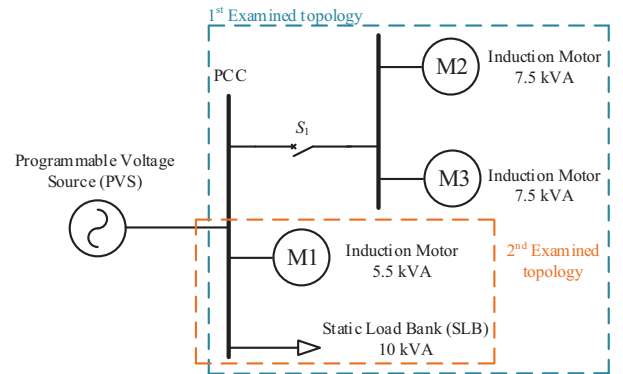 1st Examined topology
PCC
S1
M2
Induction Motor
7.5 kVA
Programmable Voltage
Source (PVS)
M3
Induction Motor
7.5 kVA
M1
Induction Motor
5.5 kVA
2nd Examined
topology
Static Load Bank (SLB)
10 kVA